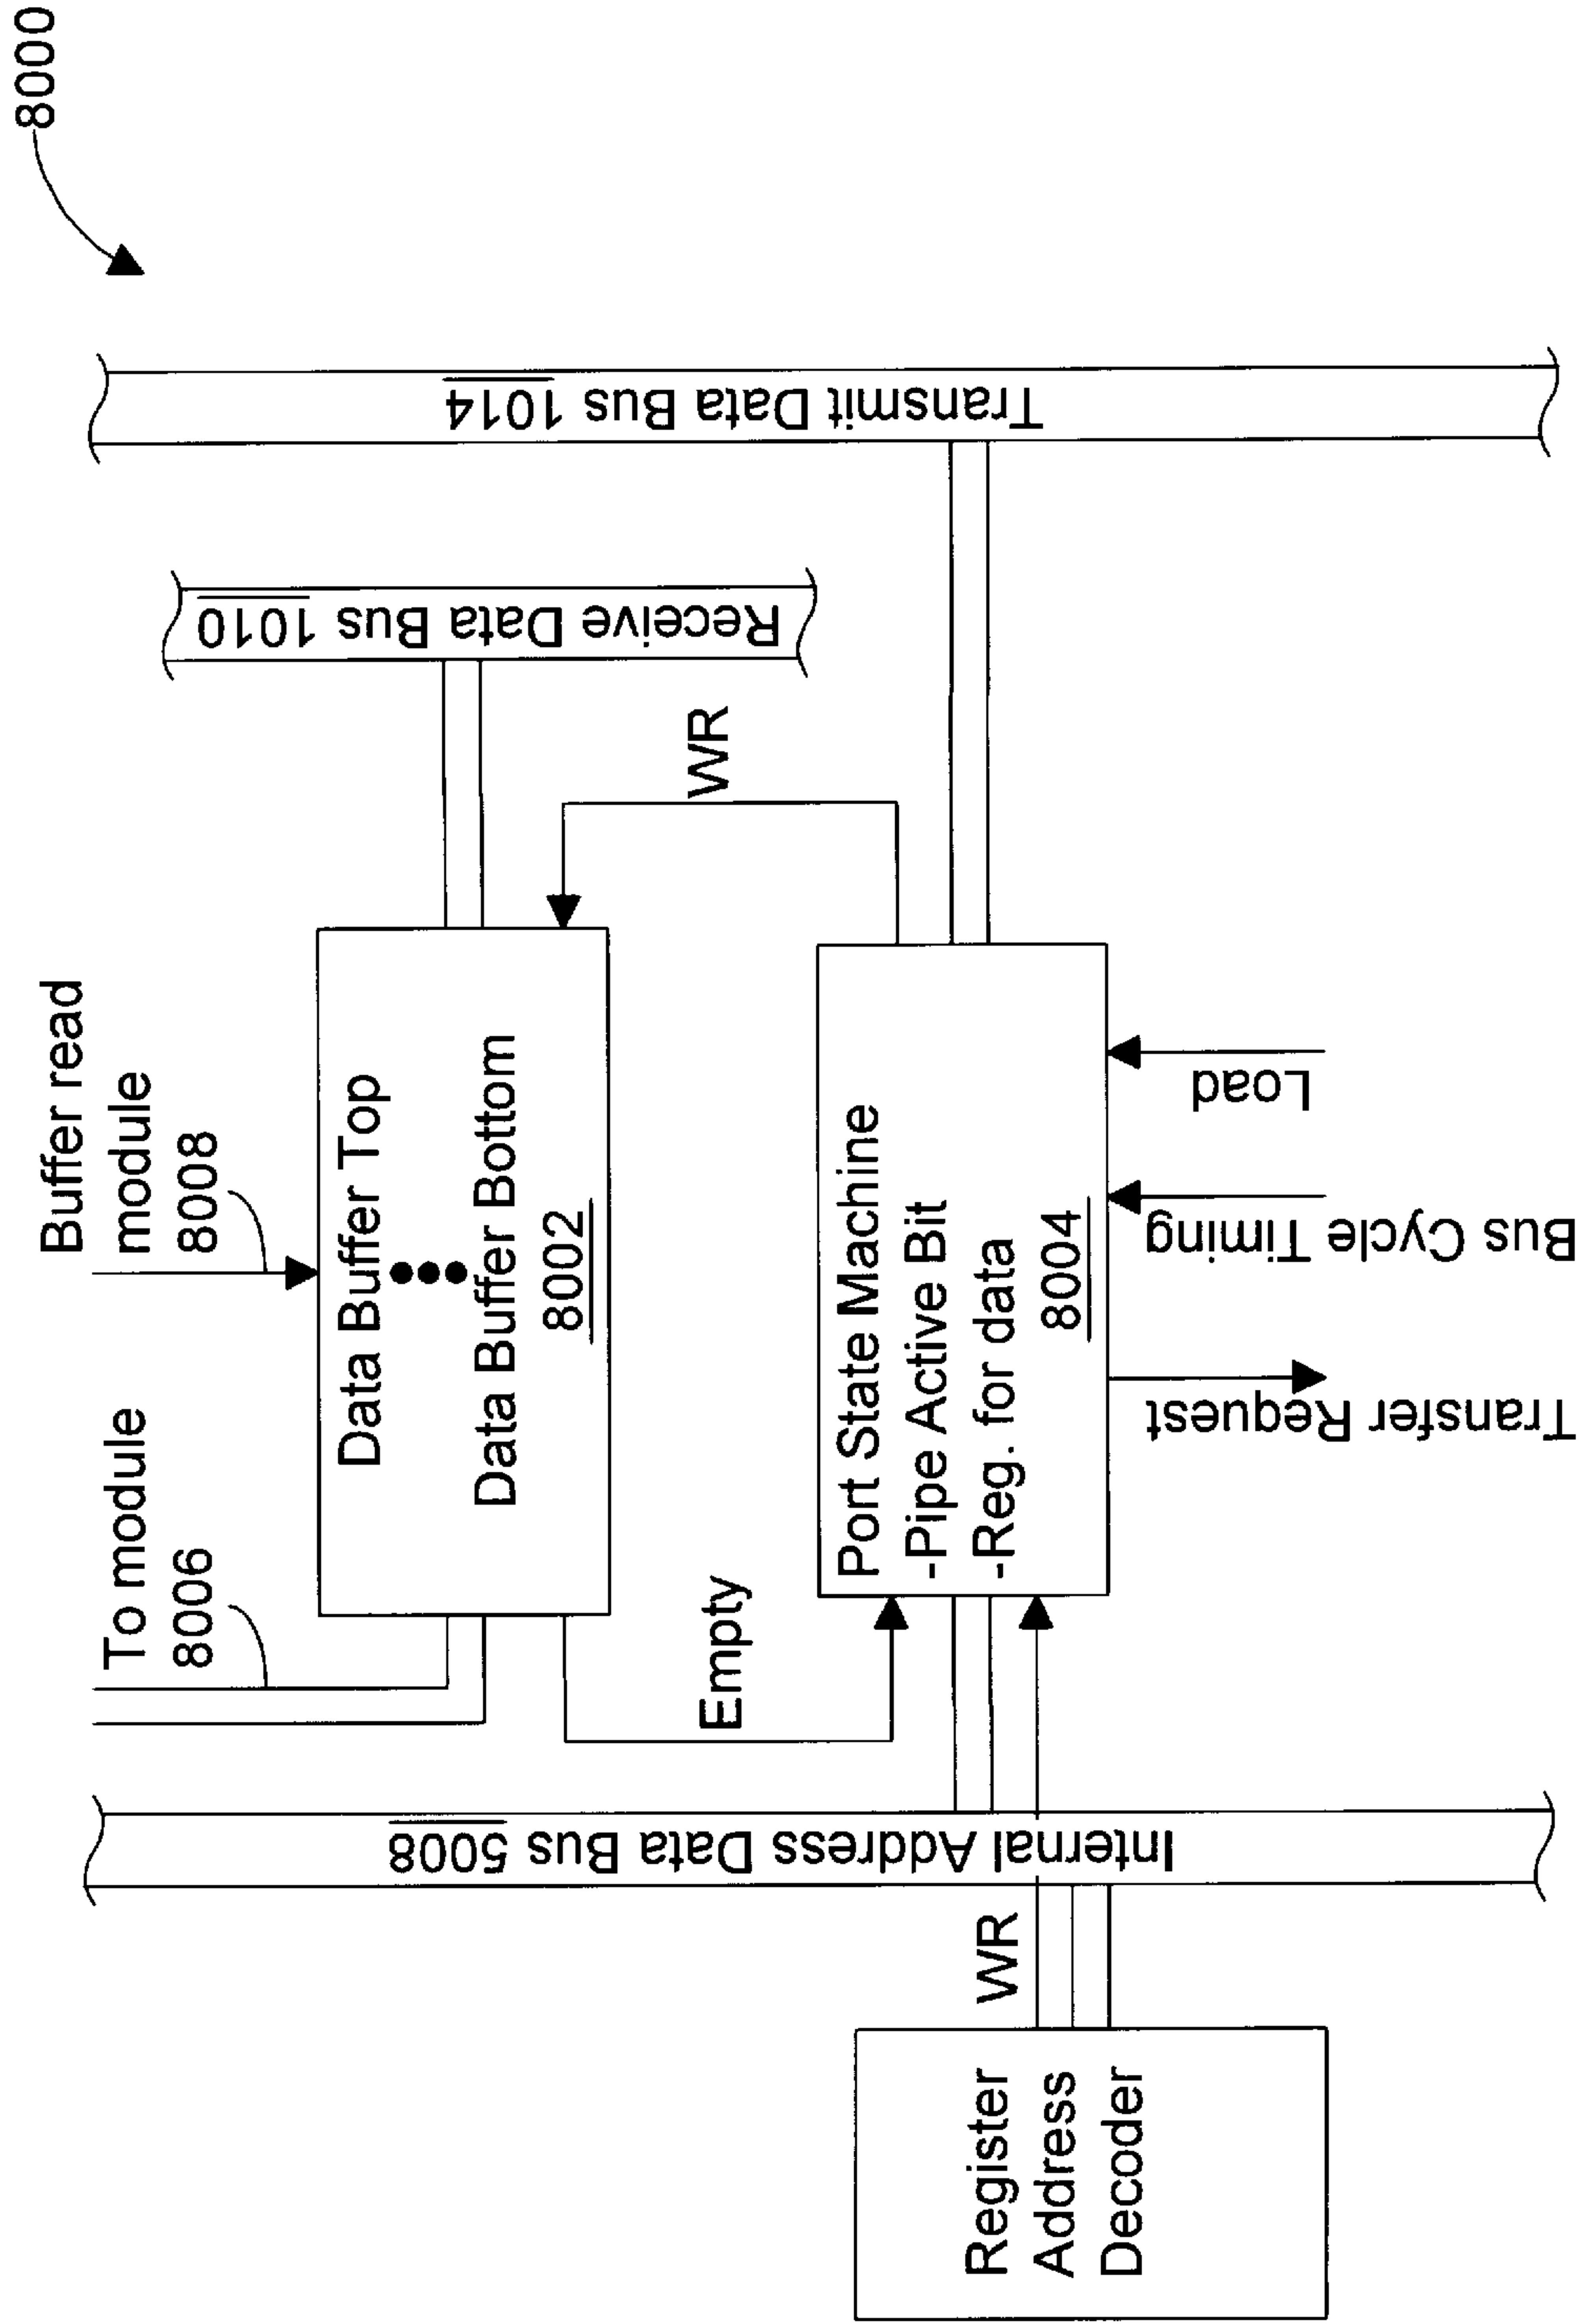 8000
Buffer read
module
8008
To module
8006
Data Buffer Top
Data Buffer Bottom
8002
Empty
WR
Port State Machine
-Pipe Active Bit
-Reg. for data
8004
Receive Data Bus 1010
Transmit Data Bus 1014
Internal Address Data Bus 5008
WR
Register
Address
Decoder
Transfer Request
Bus Cycle Timing
Load